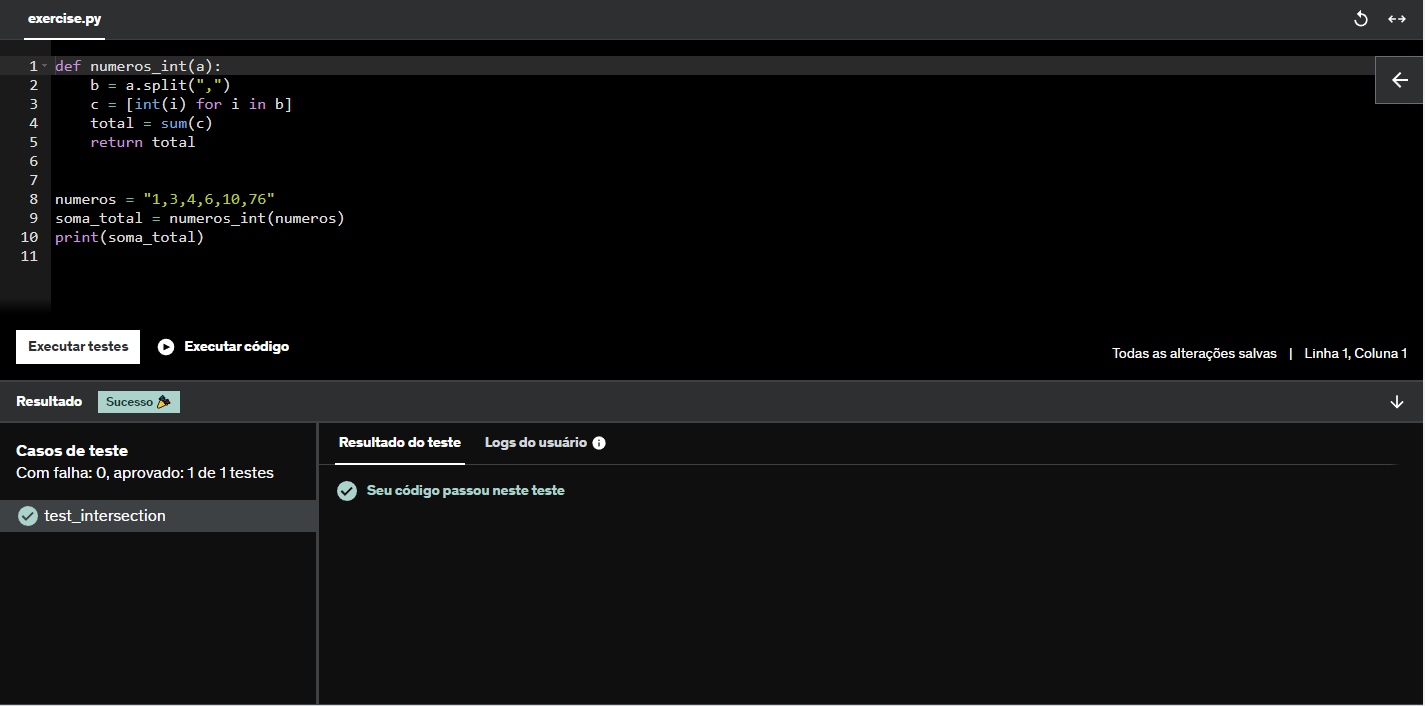 exercise.py
1 def numeros_int(a):
2     b = a.split(",")
3     c = [int(i) for i in b]
4     total = sum(c)
5     return total
6
7
8 numeros = "1,3,4,6,10,76"
9 soma_total = numeros_int(numeros)
10 print(soma_total)
11
Executar testes Executar código Todas as alterações salvas | Linha 1, Coluna 1
Resultado Sucesso
Casos de teste
Com falha: 0, aprovado: 1 de 1 testes
test_intersection
Resultado do teste Logs do usuário
Seu código passou neste teste